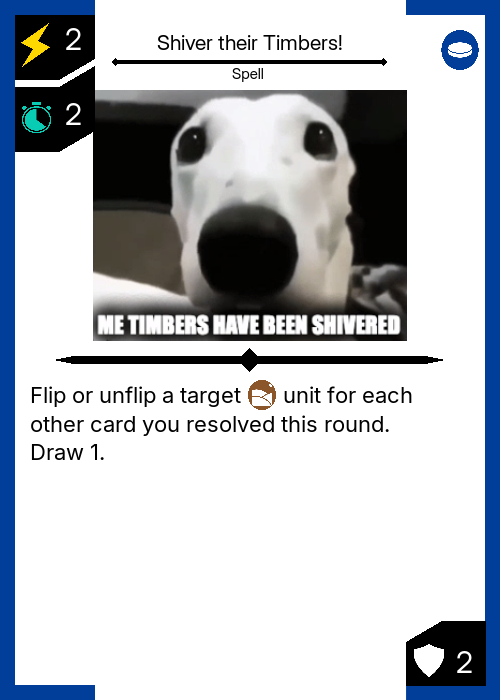 2
Shiver their Timbers!
Spell
2
ME TIMBERS HAVE BEEN SHIVERED
Flip or unflip a target unit for each
other card you resolved this round.
Draw 1.
2